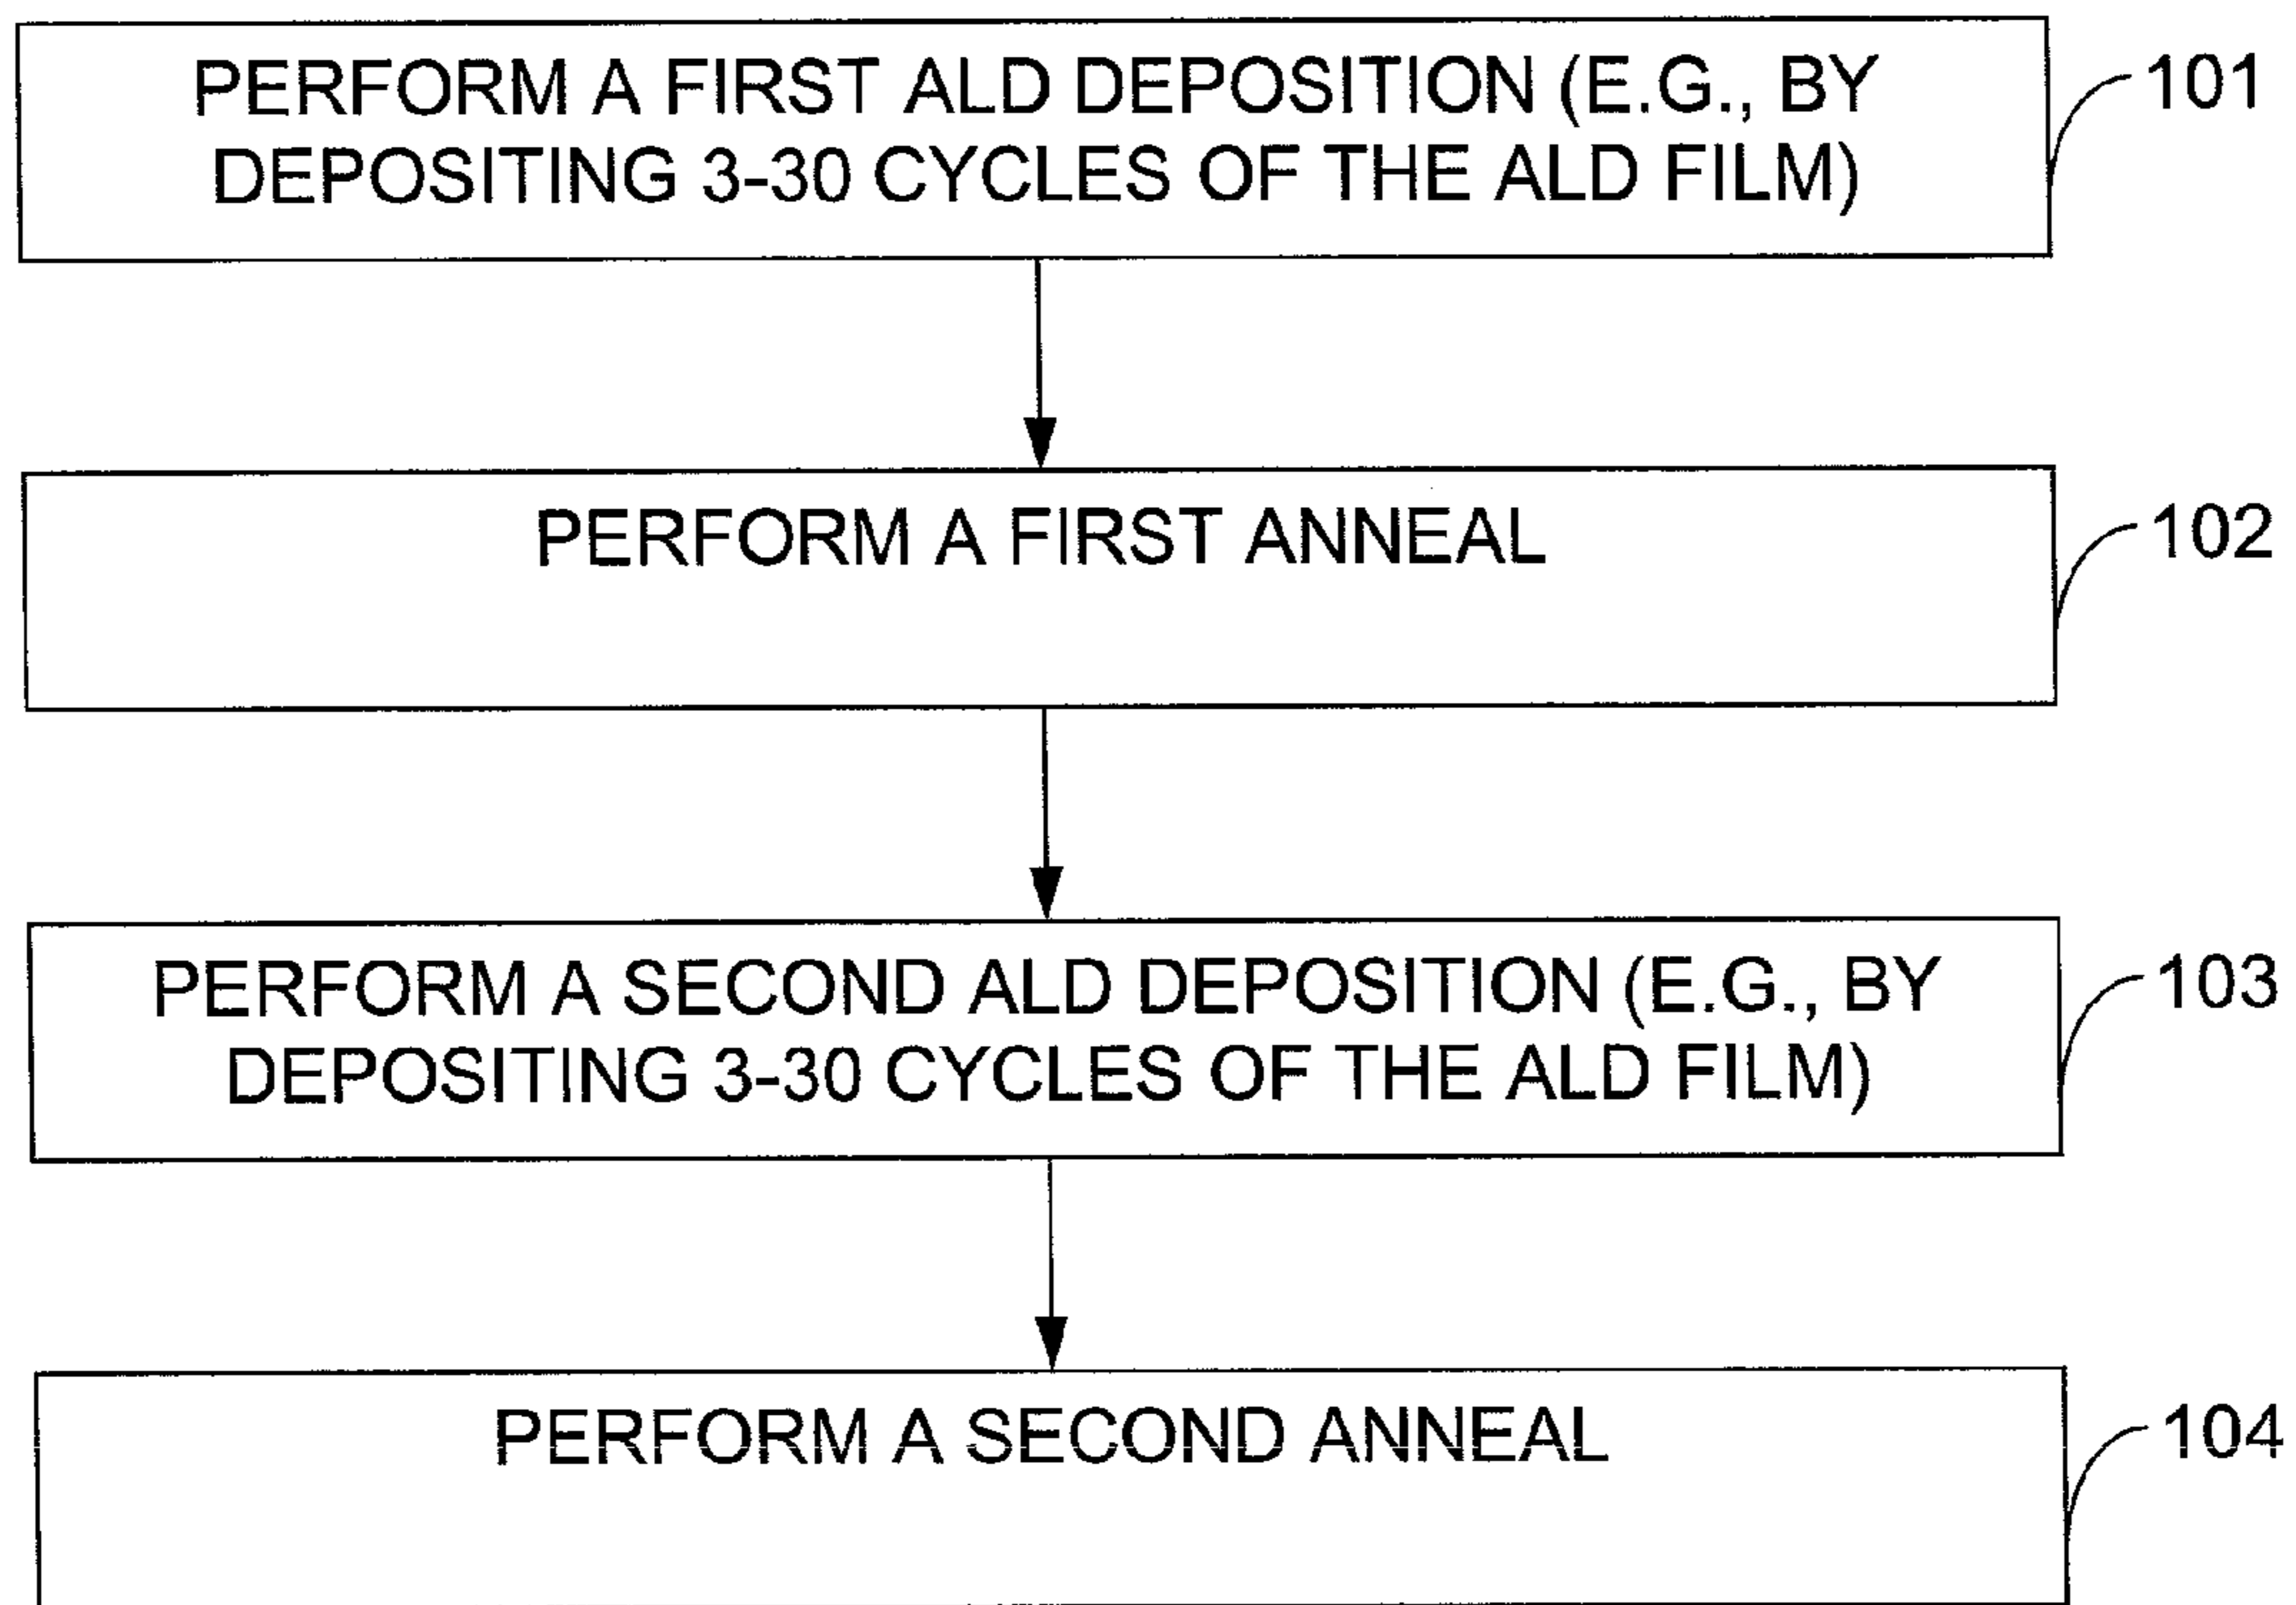 PERFORM A FIRST ALD DEPOSITION (E.G., BY
DEPOSITING 3-30 CYCLES OF THE ALD FILM)
101
PERFORM A FIRST ANNEAL
102
PERFORM A SECOND ALD DEPOSITION (E.G., BY
DEPOSITING 3-30 CYCLES OF THE ALD FILM)
103
PERFORM A SECOND ANNEAL
104